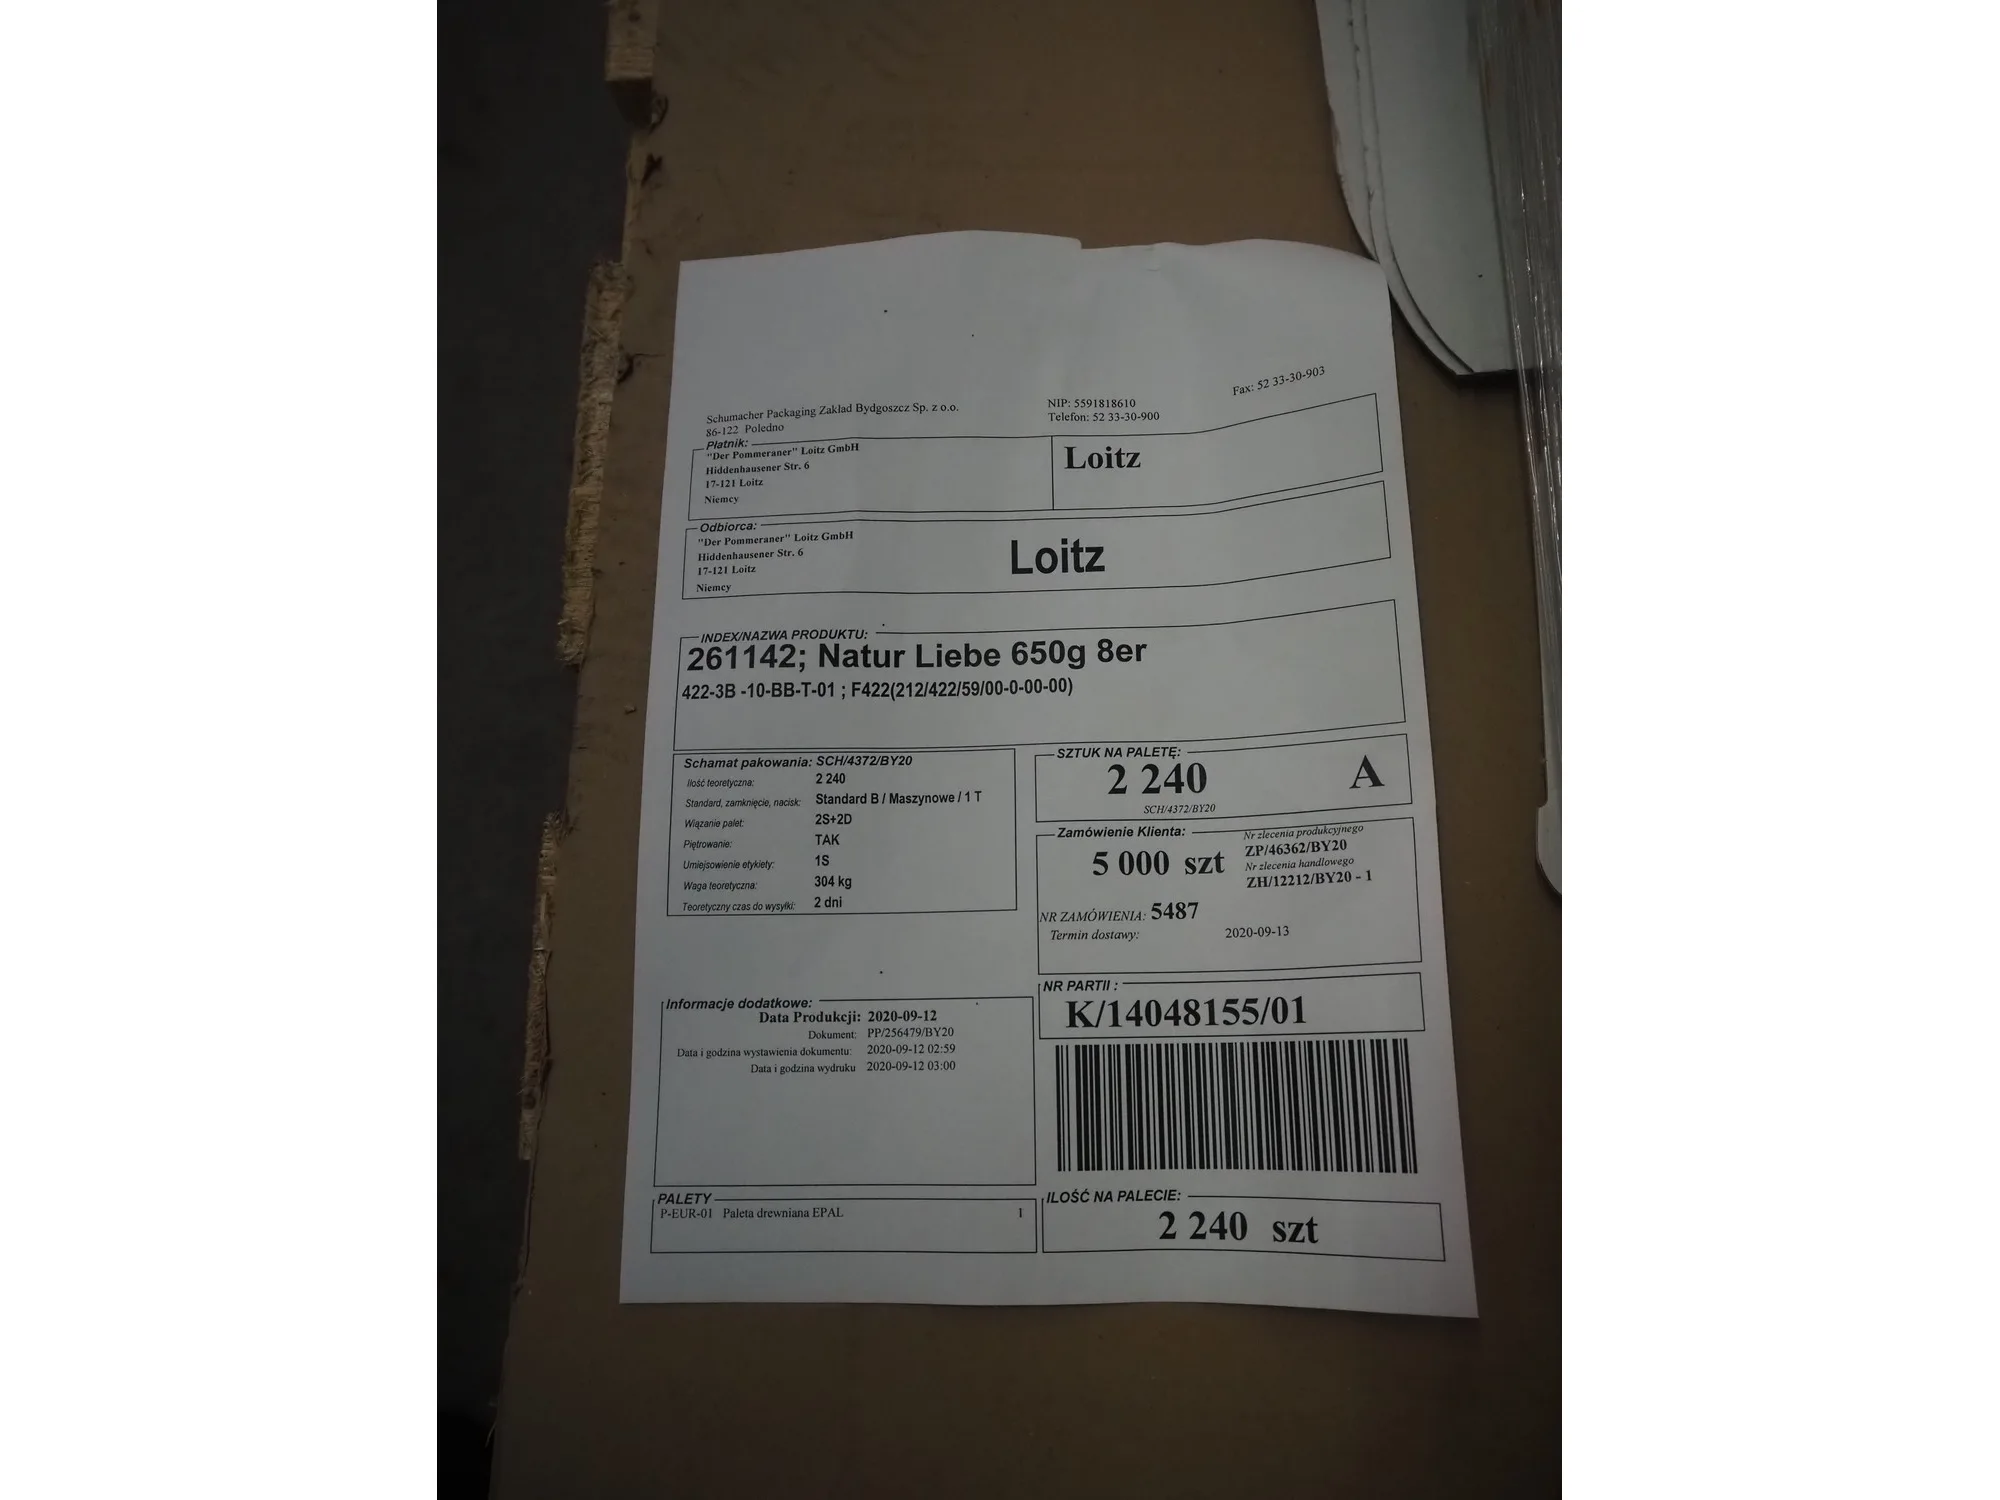 Schumacher Packaging Zakład Bydgoszcz Sp. z o.o.
86-122 Poledno
NIP: 5591818610
Telefon: 52 33-30-900
Fax: 52 33-30-903
Płatnik:
"Der Pommeraner" Loitz GmbH
Hiddenhausener Str. 6
17-121 Loitz
Niemcy
Loitz
Odbiorca:
"Der Pommeraner" Loitz GmbH
Hiddenhausener Str. 6
17-121 Loitz
Niemcy
Loitz
INDEX/NAZWA PRODUKTU:
261142; Natur Liebe 650g 8er
422-3B -10-BB-T-01 ; F422(212/422/59/00-0-00-00)
Schamat pakowania: SCH/4372/BY20
Ilość teoretyczna: 2 240
Standard, zamknięcie, nacisk: Standard B / Maszynowe / 1 T
Wiązanie palet: 2S+2D
Piętrowanie: TAK
Umiejsowienie etykiety: 1S
Waga teoretyczna: 304 kg
Teoretyczny czas do wysyłki: 2 dni
SZTUK NA PALETĘ:
2 240 A
SCH/4372/BY20
Zamówienie Klienta:
5 000 szt
Nr zlecenia produkcyjnego
ZP/46362/BY20
Nr zlecenia handlowego
ZH/12212/BY20 - 1
NR ZAMÓWIENIA: 5487
Termin dostawy: 2020-09-13
Informacje dodatkowe:
Data Produkcji: 2020-09-12
Dokument: PP/256479/BY20
Data i godzina wystawienia dokumentu: 2020-09-12 02:59
Data i godzina wydruku 2020-09-12 03:00
NR PARTII :
K/14048155/01
PALETY
P-EUR-01 Paleta drewniana EPAL 1
ILOŚĆ NA PALECIE:
2 240 szt